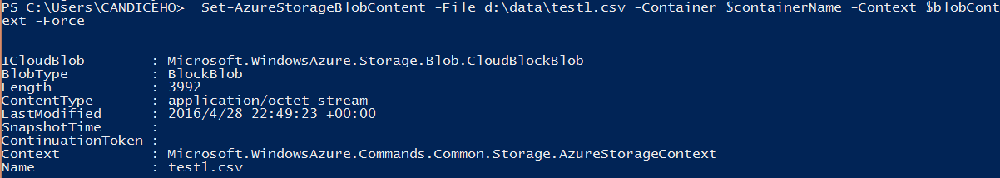 PS C:\Users\CANDICEHO>  Set-AzureStorageBlobContent -File d:\data\test1.csv -Container $containerName -Context $blobCont
ext -Force
ICloudBlob        : Microsoft.WindowsAzure.Storage.Blob.CloudBlockBlob
BlobType          : BlockBlob
Length            : 3992
ContentType       : application/octet-stream
LastModified      : 2016/4/28 22:49:23 +00:00
SnapshotTime      :
ContinuationToken :
Context           : Microsoft.WindowsAzure.Commands.Common.Storage.AzureStorageContext
Name              : test1.csv